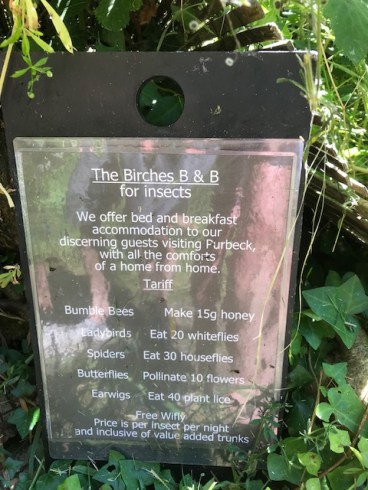 The Birches B & B
for insects
We offer bed and breakfast
accommodation to our
discerning guests visiting Purbeck,
with all the comforts
of a home from home.
Tariff
Bumble Bees Make 15g honey
Ladybirds Eat 20 whiteflies
Spiders Eat 30 houseflies
Butterflies Pollinate 10 flowers
Earwigs Eat 40 plant lice
Free Wifly
Price is per insect per night
and inclusive of value added trunks